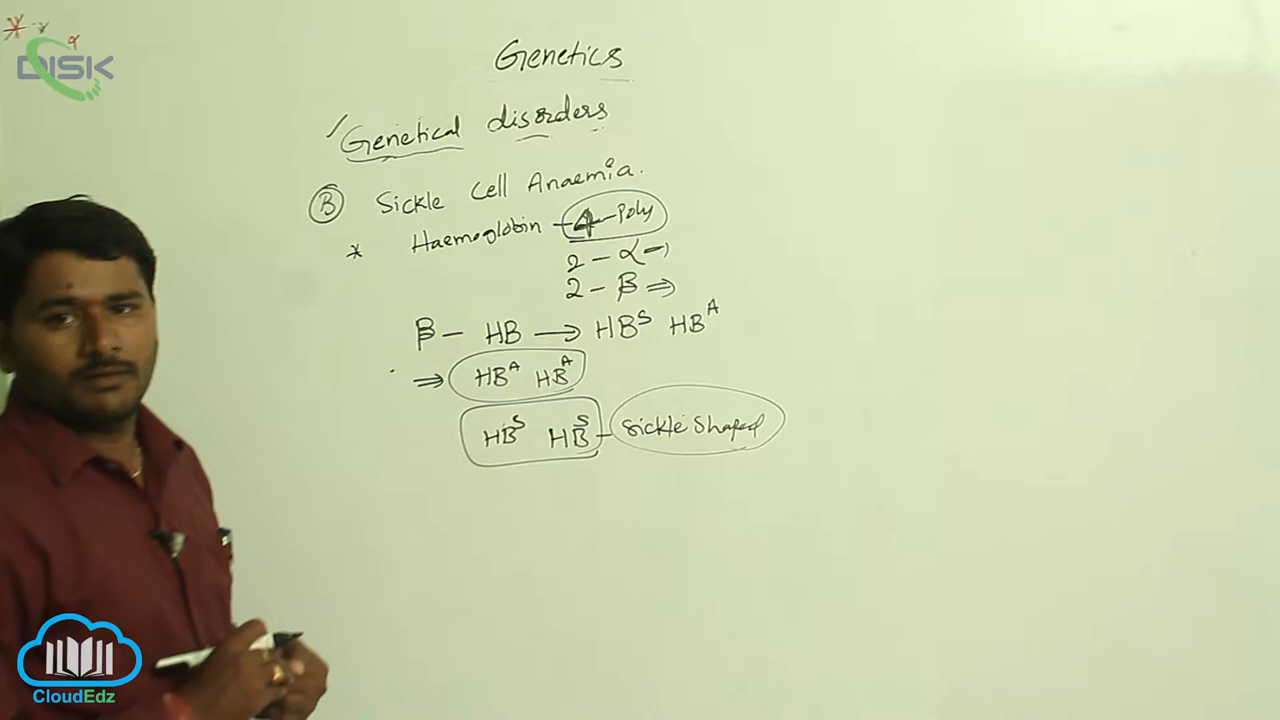 DISK
Genetics
Genetical disorders
B Sickle Cell Anaemia.
* Haemoglobin - 4 - Poly
2 - α →
2 - β ⇒
β - HB → HB^S HB^A
⇒ HB^A HB^A
HB^S HB^S - Sickle Shaped
CloudEdz